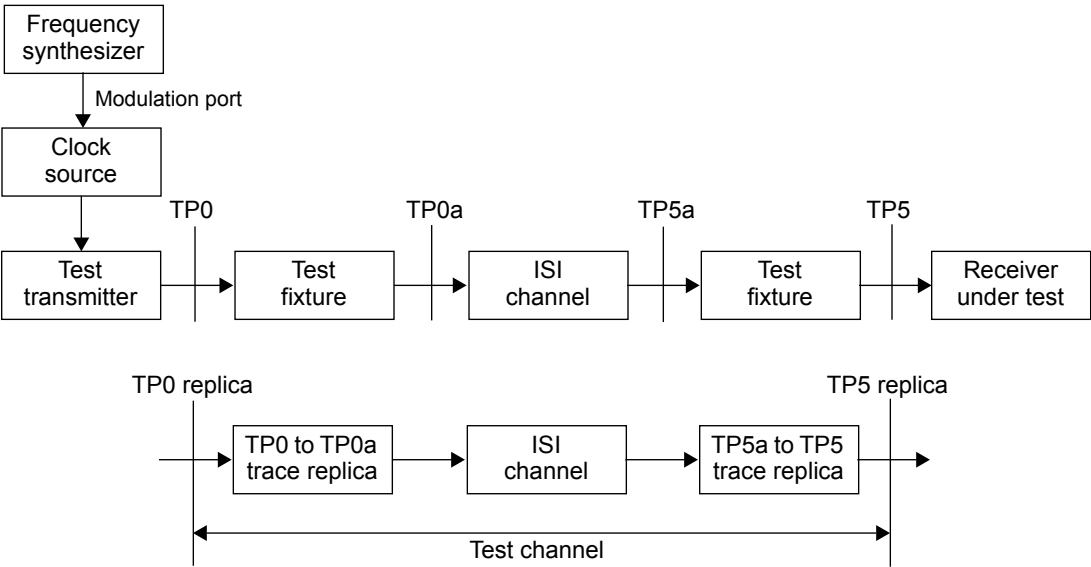 Frequency
synthesizer
Modulation port
Clock
source
TP0
TP0a
TP5a
TP5
Test
transmitter
Test
fixture
ISI
channel
Test
fixture
Receiver
under test
TP0 replica
TP5 replica
TP0 to TP0a
trace replica
ISI
channel
TP5a to TP5
trace replica
Test channel